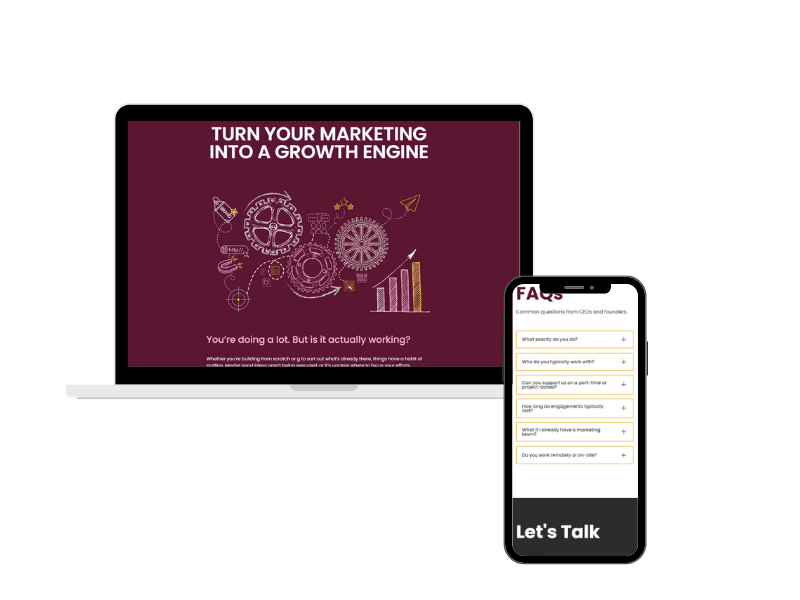 TURN YOUR MARKETING
INTO A GROWTH ENGINE
http://
You're doing a lot. But is it actually working?
Whether you're building from scratch or g to sort out what's already there, things have a habit of
stalling. Maybe good ideas aren't being executed, or it's unclear where to focus your efforts.
FAQs
Common questions from CEOs and founders.
What exactly do you do?
Who do you typically work with?
Can you support us on a part-time or
project-based?
How long do engagements typically
last?
What if I already have a marketing
team?
Do you work remotely or on-site?
Let's Talk